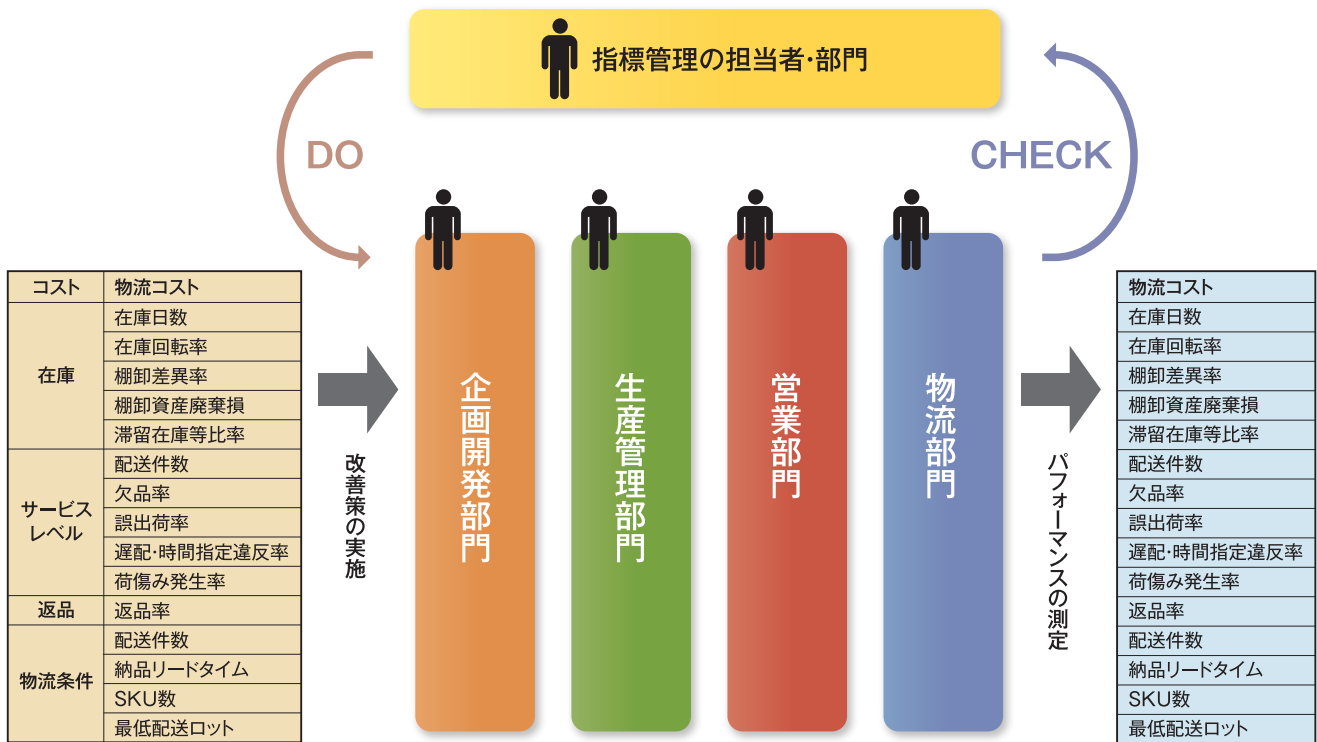 指標管理の担当者・部門
DO
CHECK
コスト 物流コスト
在庫 在庫日数
在庫回転率
棚卸差異率
棚卸資産廃棄損
滞留在庫等比率
サービスレベル 配送件数
欠品率
誤出荷率
遅配・時間指定違反率
荷傷み発生率
返品 返品率
物流条件 配送件数
納品リードタイム
SKU数
最低配送ロット
改善策の実施
企画開発部門
生産管理部門
営業部門
物流部門
パフォーマンスの測定
物流コスト
在庫日数
在庫回転率
棚卸差異率
棚卸資産廃棄損
滞留在庫等比率
配送件数
欠品率
誤出荷率
遅配・時間指定違反率
荷傷み発生率
返品率
配送件数
納品リードタイム
SKU数
最低配送ロット